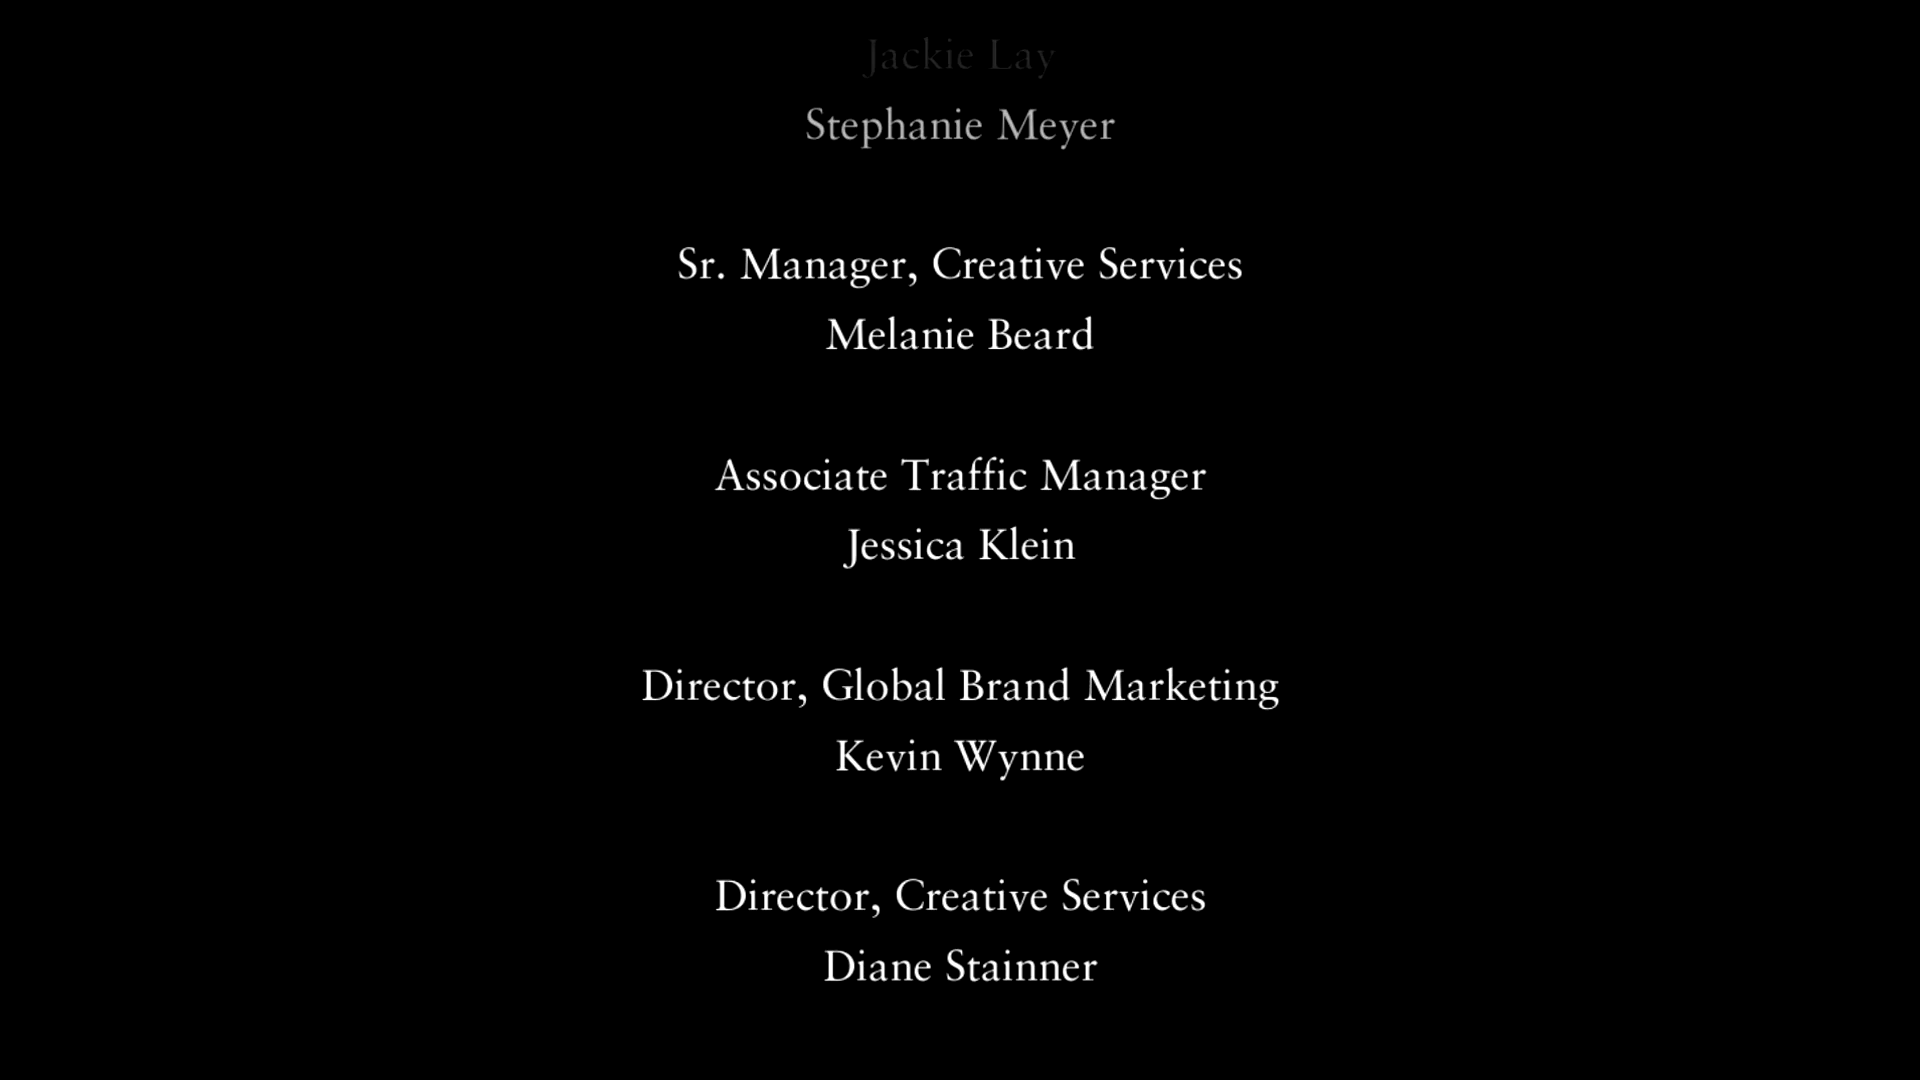 Jackie Lay
Stephanie Meyer
Sr. Manager, Creative Services
Melanie Beard
Associate Traffic Manager
Jessica Klein
Director, Global Brand Marketing
Kevin Wynne
Director, Creative Services
Diane Stainner